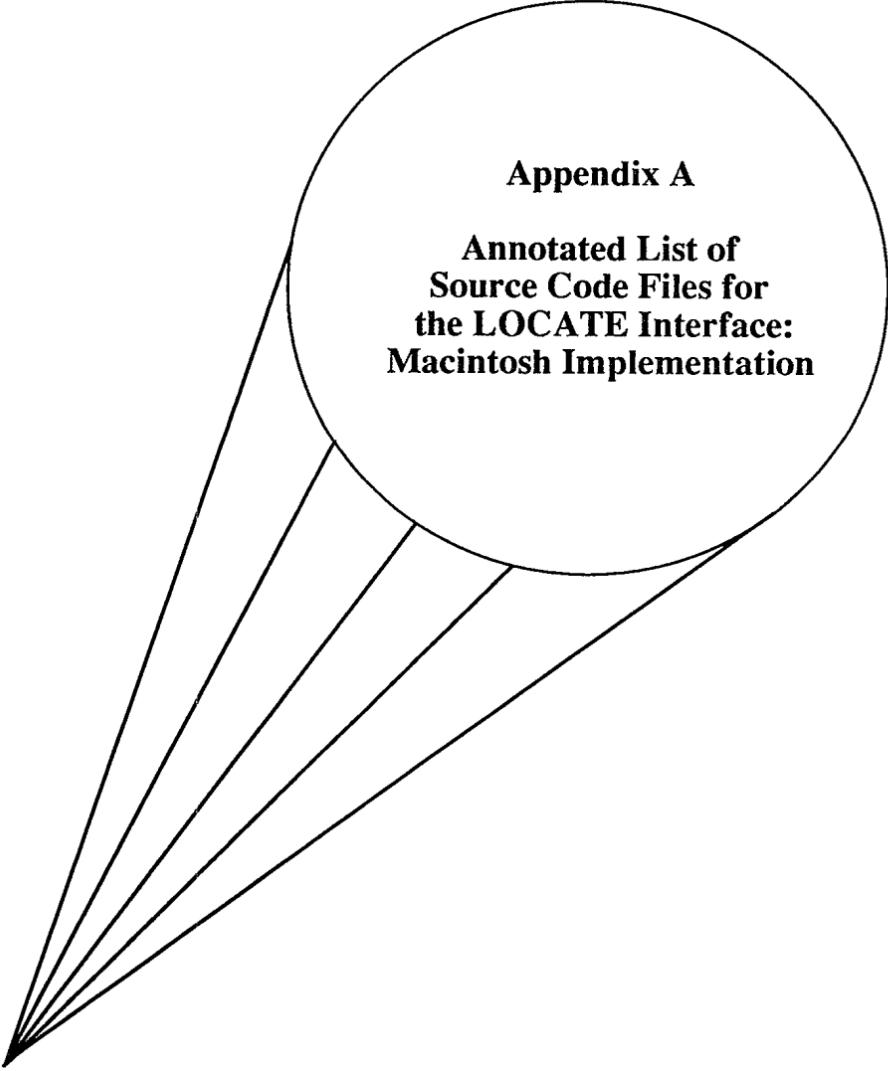 Appendix A
Annotated List of
Source Code Files for
the LOCATE Interface:
Macintosh Implementation